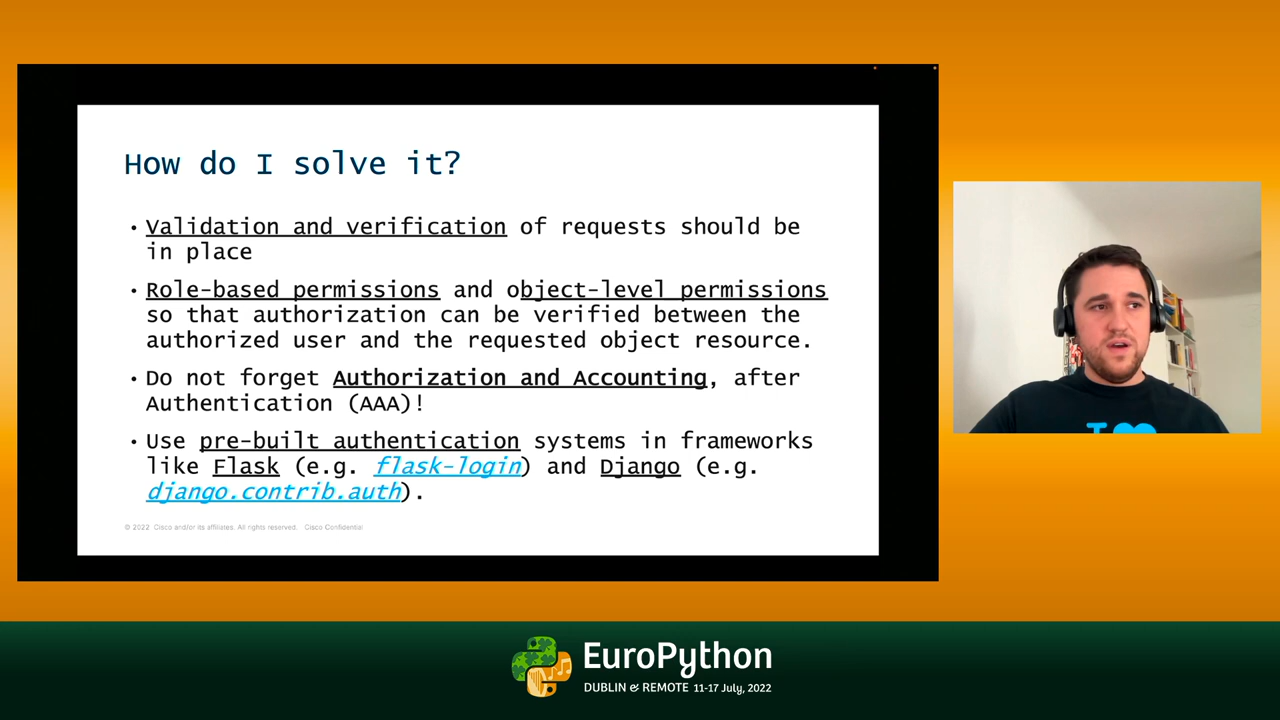 How do I solve it?
• Validation and verification of requests should be
in place
• Role-based permissions and object-level permissions
so that authorization can be verified between the
authorized user and the requested object resource.
• Do not forget Authorization and Accounting, after
Authentication (AAA)!
• Use pre-built authentication systems in frameworks
like Flask (e.g. flask-login) and Django (e.g.
django.contrib.auth).
© 2022 Cisco and/or its affiliates. All rights reserved. Cisco Confidential
I
EuroPython
DUBLIN & REMOTE 11-17 July, 2022